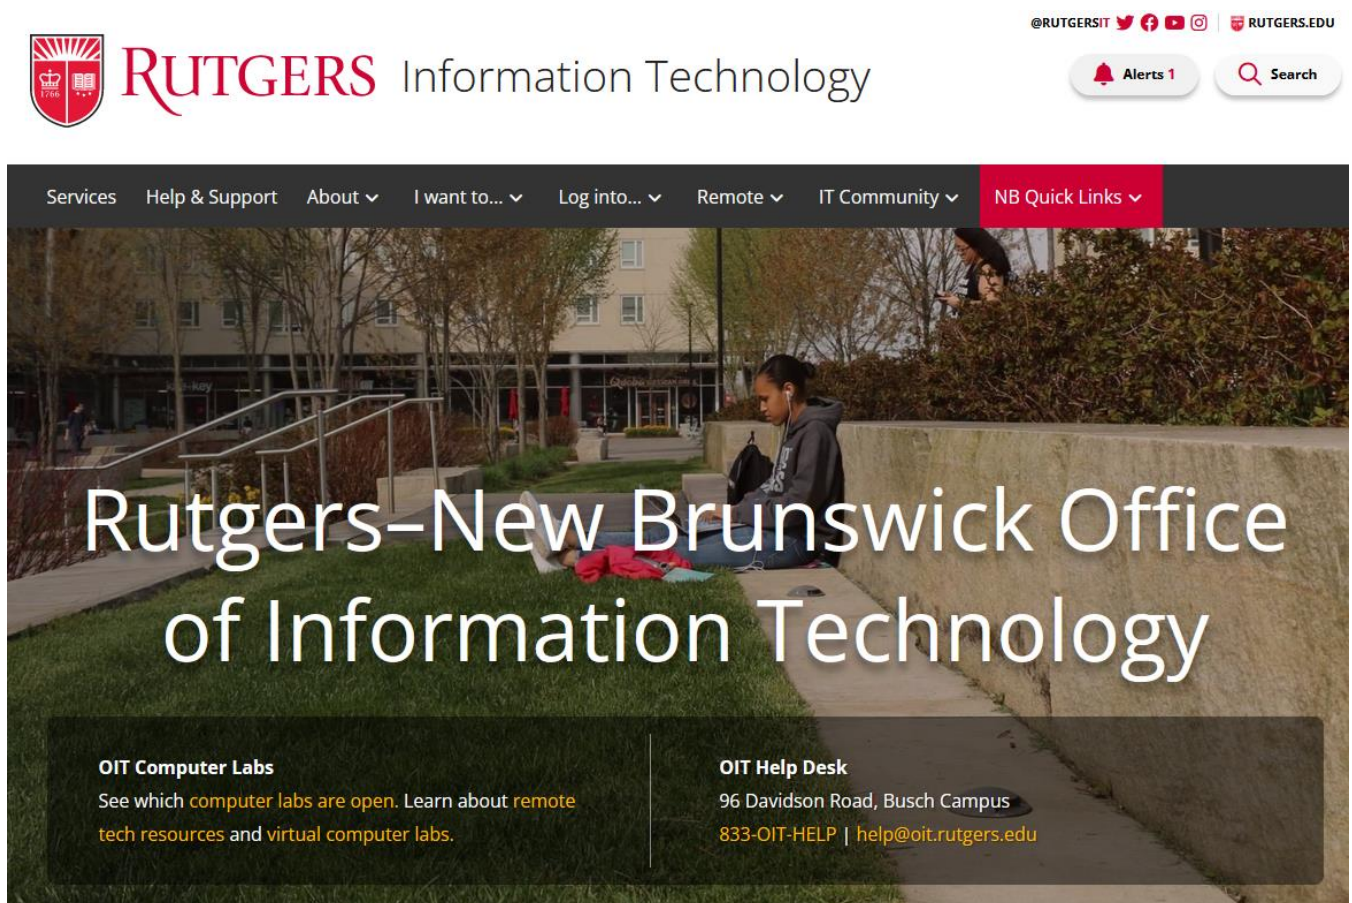 @RUTGERSIT RUTGERS.EDU
1766
RUTGERS Information Technology
Alerts 1
Search
Services Help & Support About I want to... Log into... Remote IT Community NB Quick Links
Rutgers–New Brunswick Office
of Information Technology
OIT Computer Labs
See which computer labs are open. Learn about remote
tech resources and virtual computer labs.
OIT Help Desk
96 Davidson Road, Busch Campus
833-OIT-HELP | help@oit.rutgers.edu